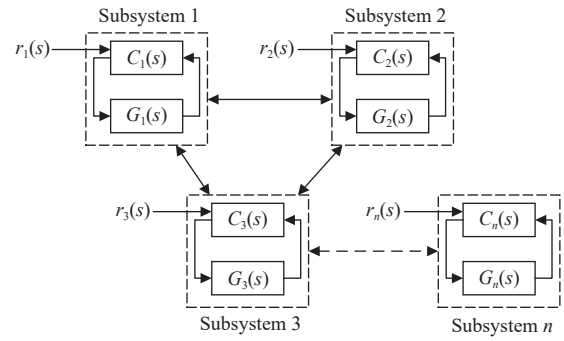 Subsystem 1
r₁(s)
C₁(s)
G₁(s)
Subsystem 2
r₂(s)
C₂(s)
G₂(s)
r₃(s)
C₃(s)
G₃(s)
Subsystem 3
rₙ(s)
Cₙ(s)
Gₙ(s)
Subsystem n